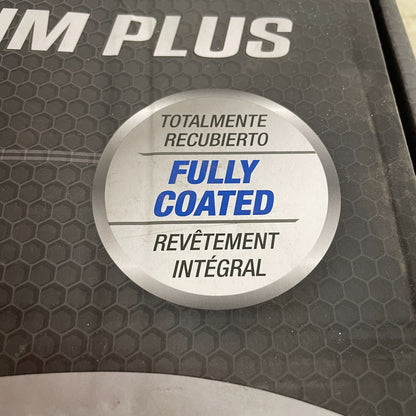 UM PLUS
TOTALMENTE
RECUBIERTO
FULLY
COATED
REVÊTEMENT
INTÉGRAL